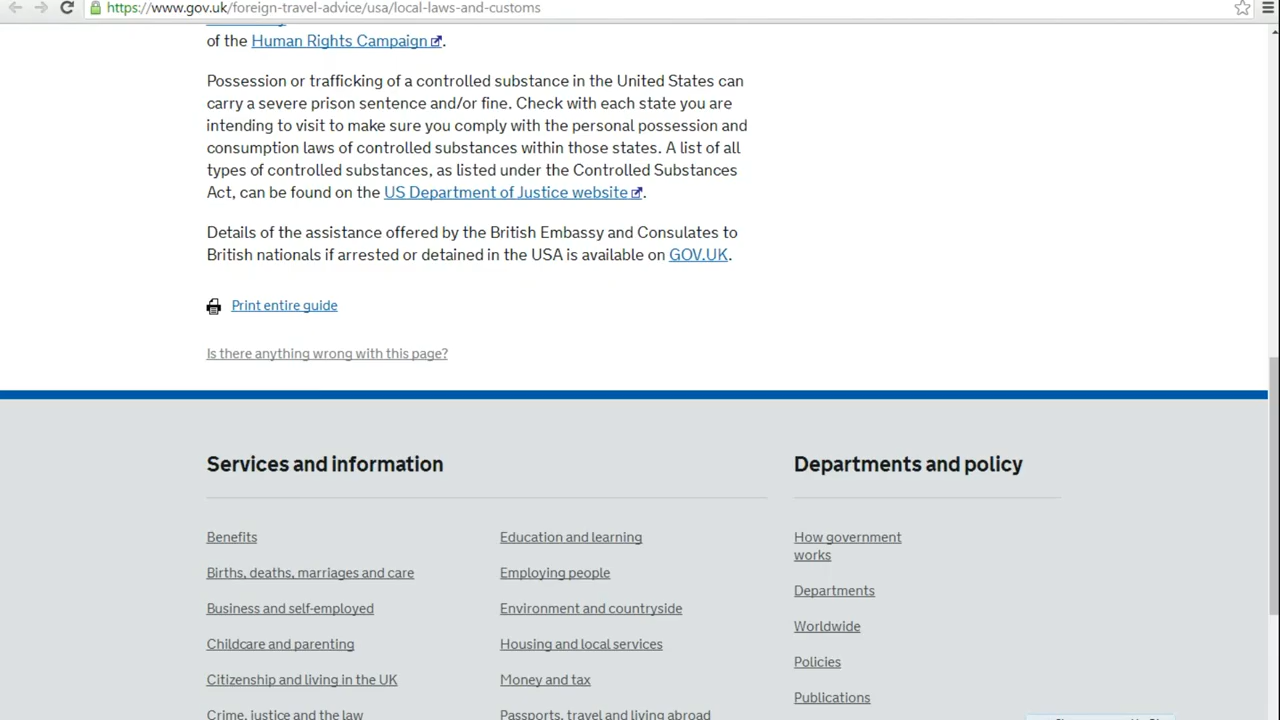 https://www.gov.uk/foreign-travel-advice/usa/local-laws-and-customs
of the Human Rights Campaign.
Possession or trafficking of a controlled substance in the United States can
carry a severe prison sentence and/or fine. Check with each state you are
intending to visit to make sure you comply with the personal possession and
consumption laws of controlled substances within those states. A list of all
types of controlled substances, as listed under the Controlled Substances
Act, can be found on the US Department of Justice website.
Details of the assistance offered by the British Embassy and Consulates to
British nationals if arrested or detained in the USA is available on GOV.UK.
Print entire guide
Is there anything wrong with this page?
Services and information
Benefits
Births, deaths, marriages and care
Business and self-employed
Childcare and parenting
Citizenship and living in the UK
Crime, justice and the law
Education and learning
Employing people
Environment and countryside
Housing and local services
Money and tax
Passports, travel and living abroad
Departments and policy
How government
works
Departments
Worldwide
Policies
Publications